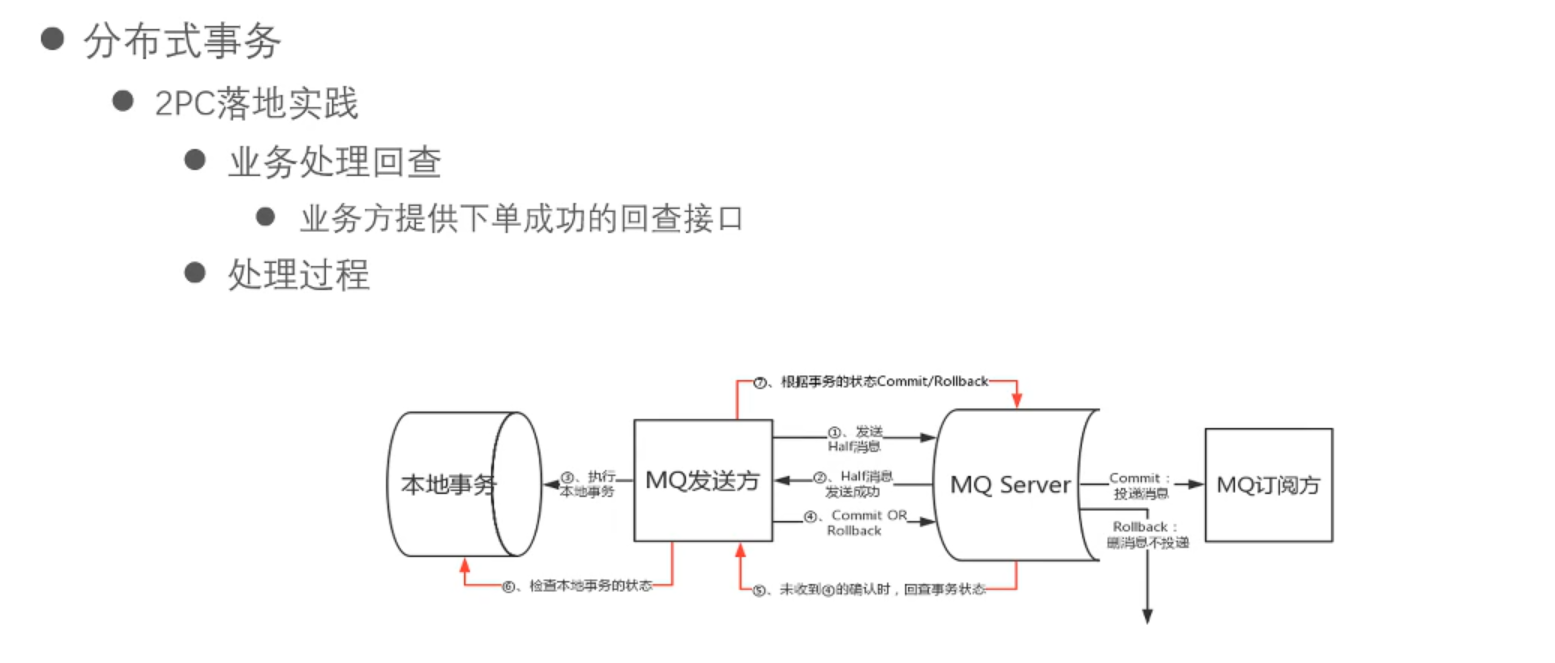 分布式事务
2PC落地实践
业务处理回查
业务方提供下单成功的回查接口
处理过程
⑦、根据事务的状态Commit/Rollback
①、发送
Half消息
本地事务
③、执行
本地事务
MQ发送方
②、Half消息
发送成功
MQ Server
Commit：
投递消息
MQ订阅方
④、Commit OR
Rollback
Rollback：
删消息不投递
⑥、检查本地事务的状态
⑤、未收到④的确认时，回查事务状态